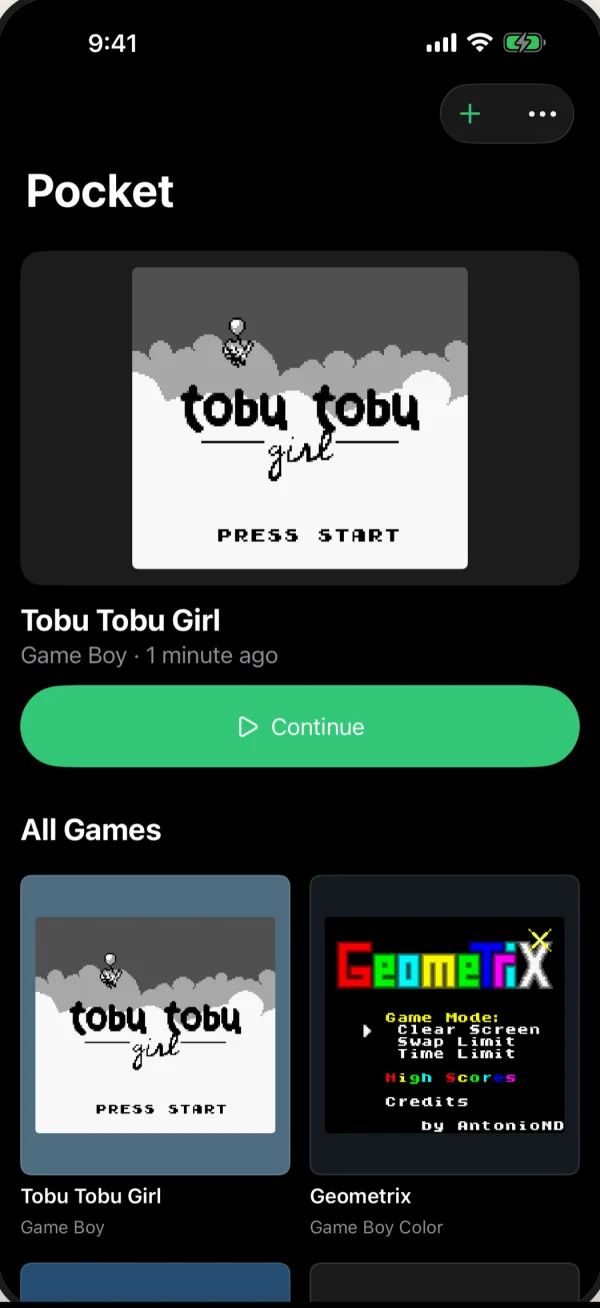 9:41
Pocket
tobu tobu
girl
PRESS START
Tobu Tobu Girl
Game Boy · 1 minute ago
Continue
All Games
tobu tobu
girl
PRESS START
GeometriX
Game Mode:
Clear Screen
Swap Limit
Time Limit
High Scores
Credits
by AntonioND
Tobu Tobu Girl
Geometrix
Game Boy
Game Boy Color